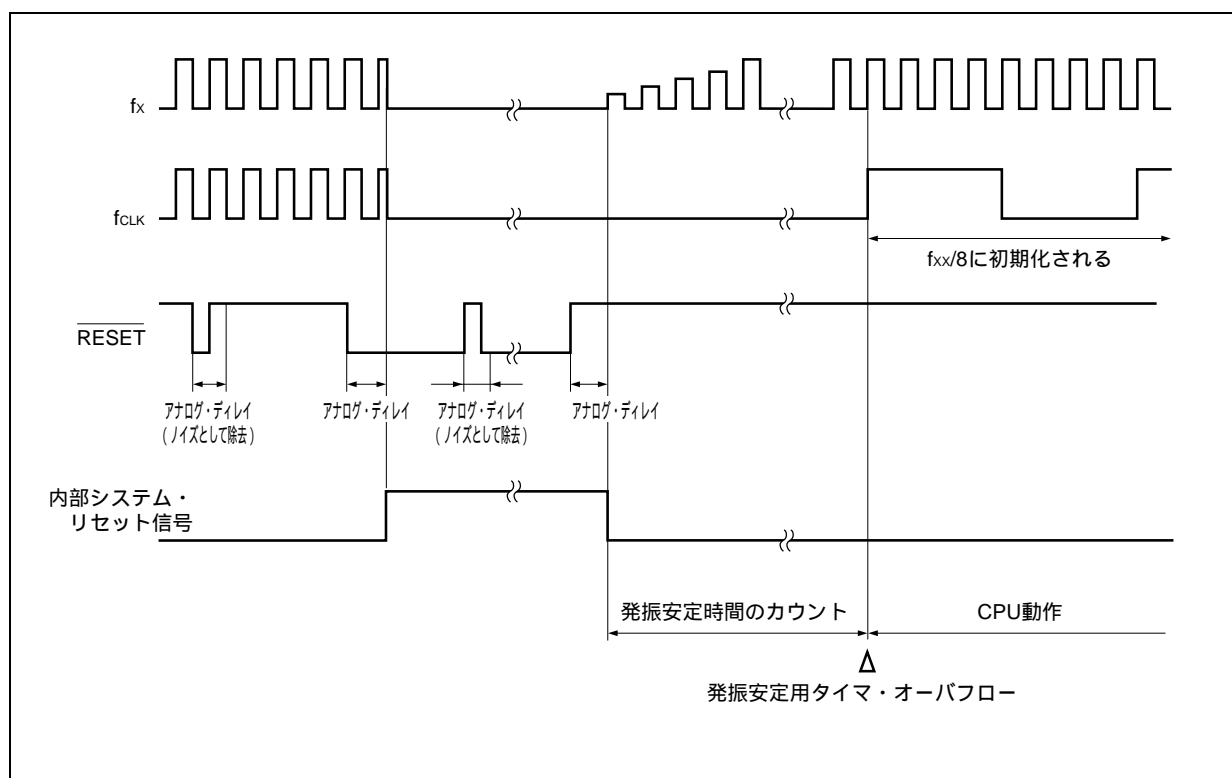 fX
fCLK
fXX/8に初期化される
RESET
アナログ・ディレイ
(ノイズとして除去)
アナログ・ディレイ
アナログ・ディレイ
(ノイズとして除去)
アナログ・ディレイ
内部システム・
リセット信号
発振安定時間のカウント
CPU動作
発振安定用タイマ・オーバフロー